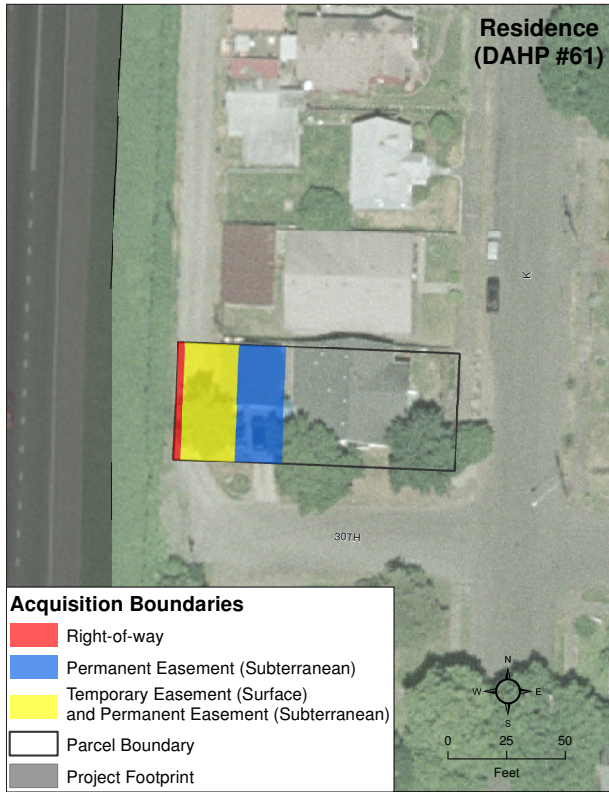 Residence
(DAHP #61)
K
30TH
Acquisition Boundaries
Right-of-way
Permanent Easement (Subterranean)
Temporary Easement (Surface)
and Permanent Easement (Subterranean)
Parcel Boundary
Project Footprint
N
W E
S
0 25 50
Feet